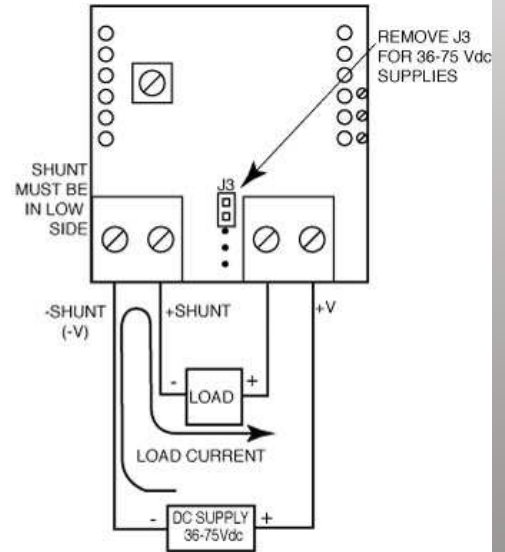 REMOVE J3
FOR 36-75 Vdc
SUPPLIES
SHUNT
MUST BE
IN LOW
SIDE
J3
-SHUNT
(-V)
+SHUNT
+V
- LOAD +
LOAD CURRENT
- DC SUPPLY +
36-75Vdc